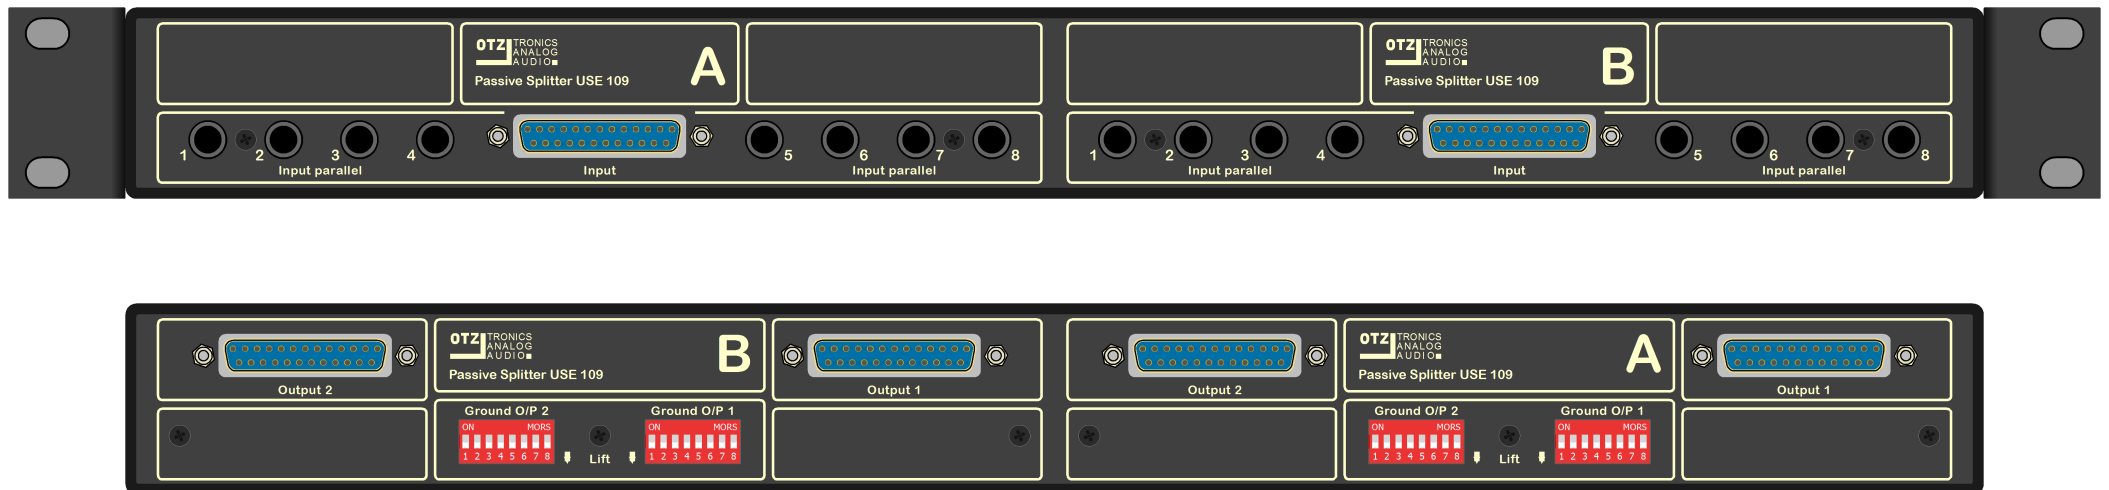 OTZ TRONICS
ANALOG
AUDIO
Passive Splitter USE 109
A
OTZ TRONICS
ANALOG
AUDIO
Passive Splitter USE 109
B
1 2 3 4 5 6 7 8
Input parallel Input Input parallel
1 2 3 4 5 6 7 8
Input parallel Input Input parallel
Output 2
OTZ TRONICS
ANALOG
AUDIO
Passive Splitter USE 109
B
Output 1
Output 2
OTZ TRONICS
ANALOG
AUDIO
Passive Splitter USE 109
A
Output 1
Ground O/P 2 Ground O/P 1
ON MORS ON MORS
1 2 3 4 5 6 7 8 Lift 1 2 3 4 5 6 7 8
Ground O/P 2 Ground O/P 1
ON MORS ON MORS
1 2 3 4 5 6 7 8 Lift 1 2 3 4 5 6 7 8